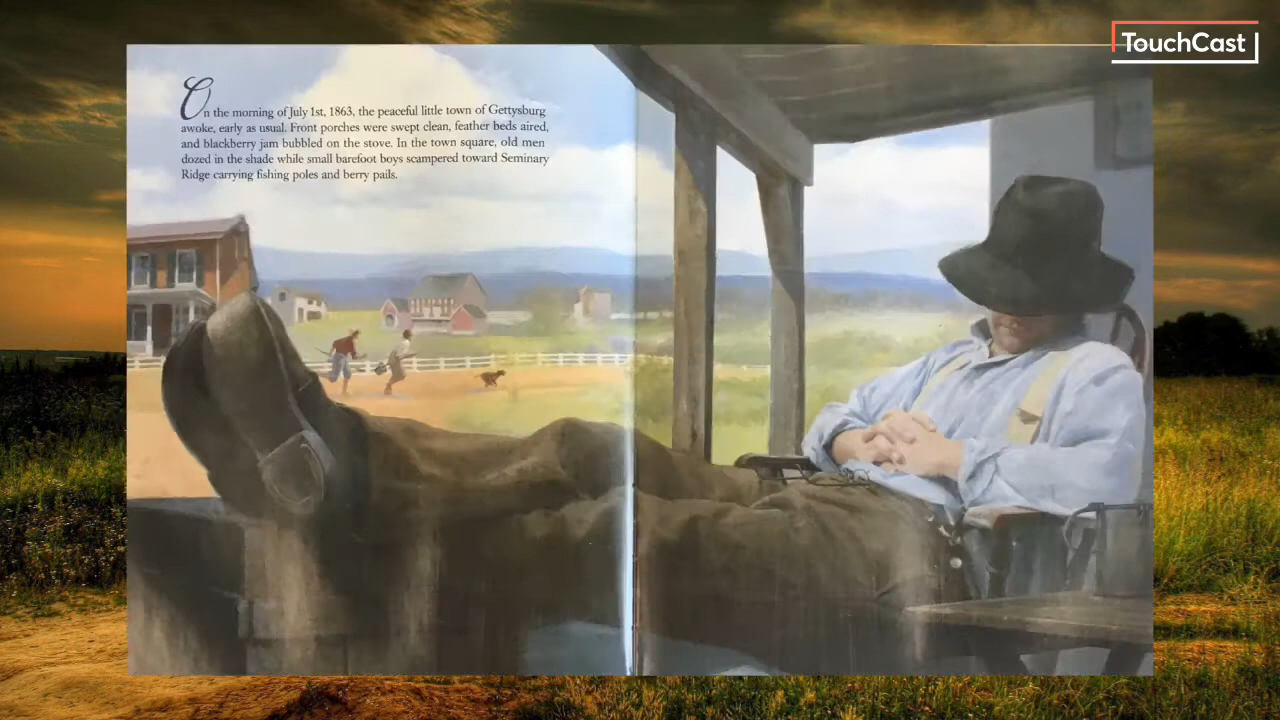 TouchCast
On the morning of July 1st, 1863, the peaceful little town of Gettysburg
awoke, early as usual. Front porches were swept clean, feather beds aired,
and blackberry jam bubbled on the stove. In the town square, old men
dozed in the shade while small barefoot boys scampered toward Seminary
Ridge carrying fishing poles and berry pails.